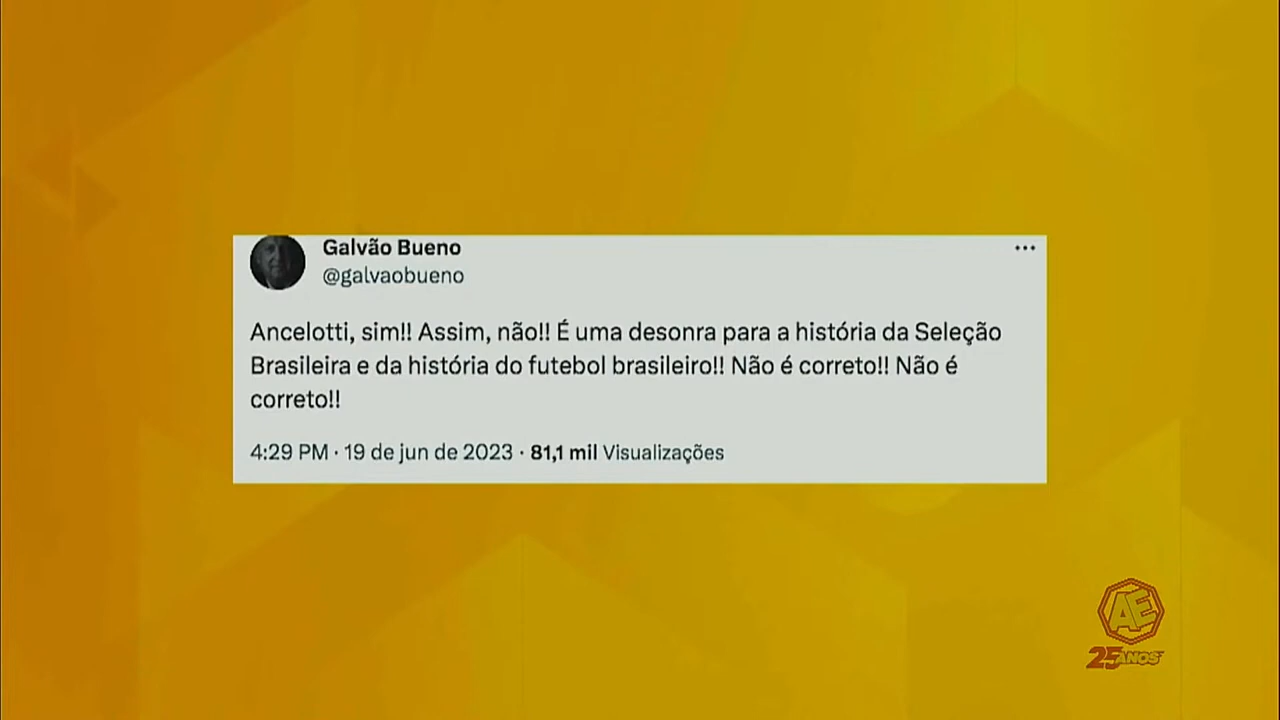 Galvão Bueno
@galvaobueno
Ancelotti, sim!! Assim, não!! É uma desonra para a história da Seleção
Brasileira e da história do futebol brasileiro!! Não é correto!! Não é
correto!!
4:29 PM · 19 de jun de 2023 · 81,1 mil Visualizações
AE
25 ANOS